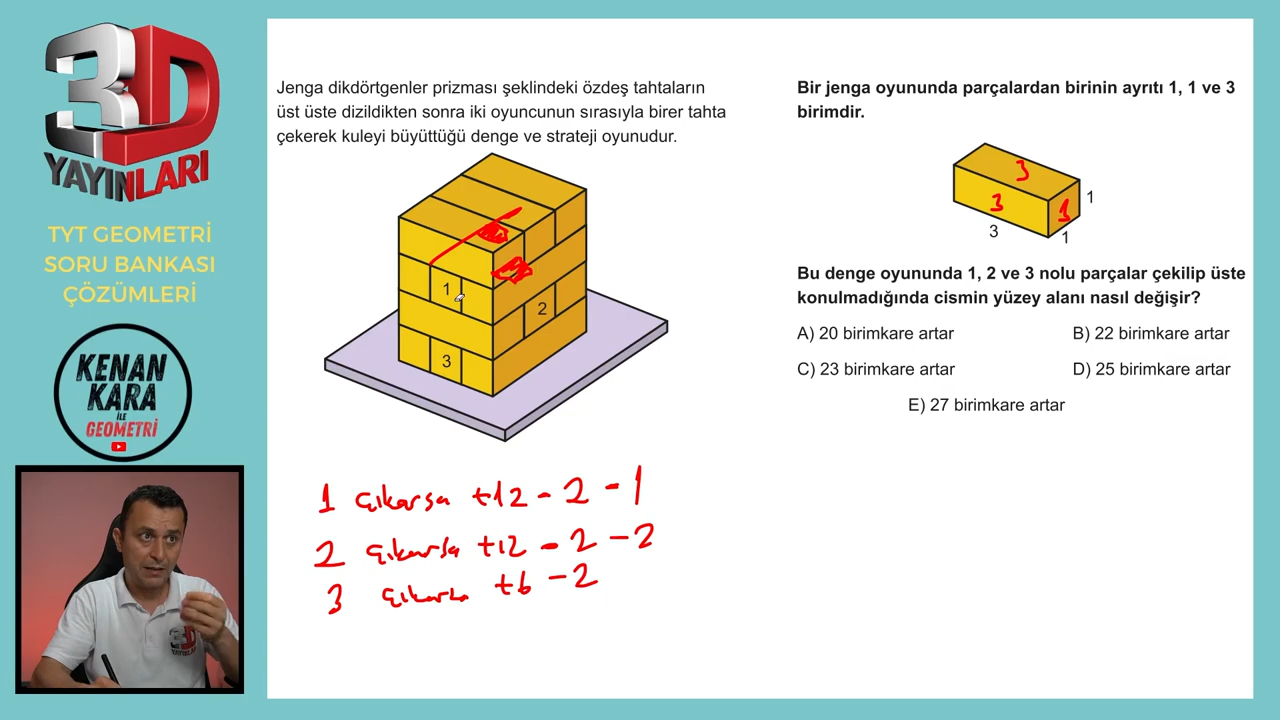 3D
YAYINLARI
TYT GEOMETRİ
SORU BANKASI
ÇÖZÜMLERİ
KENAN
KARA
İLE
GEOMETRİ
Jenga dikdörtgenler prizması şeklindeki özdeş tahtaların
üst üste dizildikten sonra iki oyuncunun sırasıyla birer tahta
çekerek kuleyi büyüttüğü denge ve strateji oyunudur.
1
2
3
1 çıkarsa +12 - 2 - 1
2 çıkarsa +12 - 2 - 2
3 çıkarsa +6 - 2
Bir jenga oyununda parçalardan birinin ayrıtı 1, 1 ve 3
birimdir.
3
3
1
3
1
Bu denge oyununda 1, 2 ve 3 nolu parçalar çekilip üste
konulmadığında cismin yüzey alanı nasıl değişir?
A) 20 birimkare artar
B) 22 birimkare artar
C) 23 birimkare artar
D) 25 birimkare artar
E) 27 birimkare artar
3D
YAYINLARI